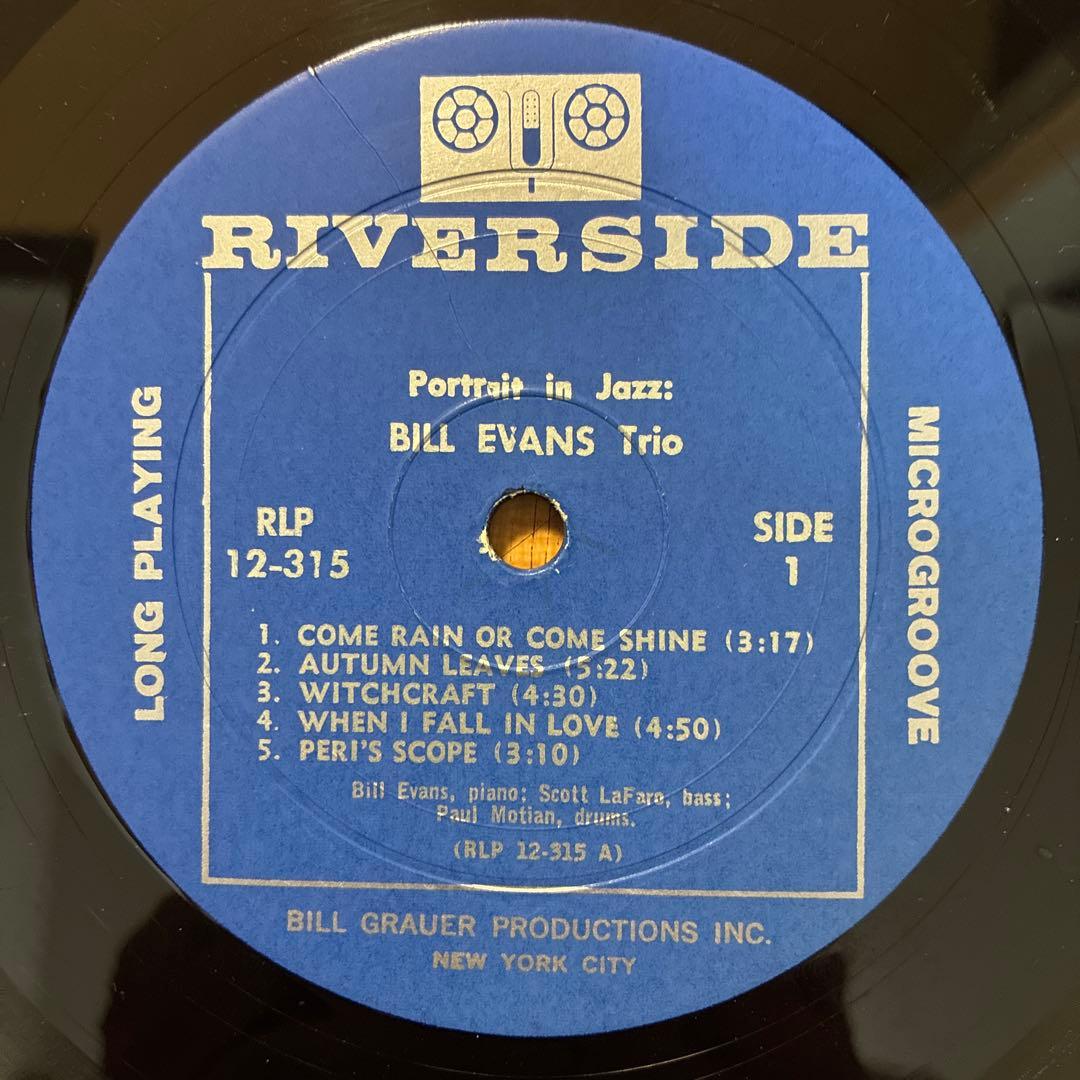 RIVERSIDE
Portrait in Jazz:
BILL EVANS Trio
LONG PLAYING
MICROGROOVE
RLP
12-315
SIDE
1
1. COME RAIN OR COME SHINE (3:17)
2. AUTUMN LEAVES (5:22)
3. WITCHCRAFT (4:30)
4. WHEN I FALL IN LOVE (4:50)
5. PERI'S SCOPE (3:10)
Bill Evans, piano; Scott LaFaro, bass;
Paul Motian, drums.
(RLP 12-315 A)
BILL GRAUER PRODUCTIONS INC.
NEW YORK CITY